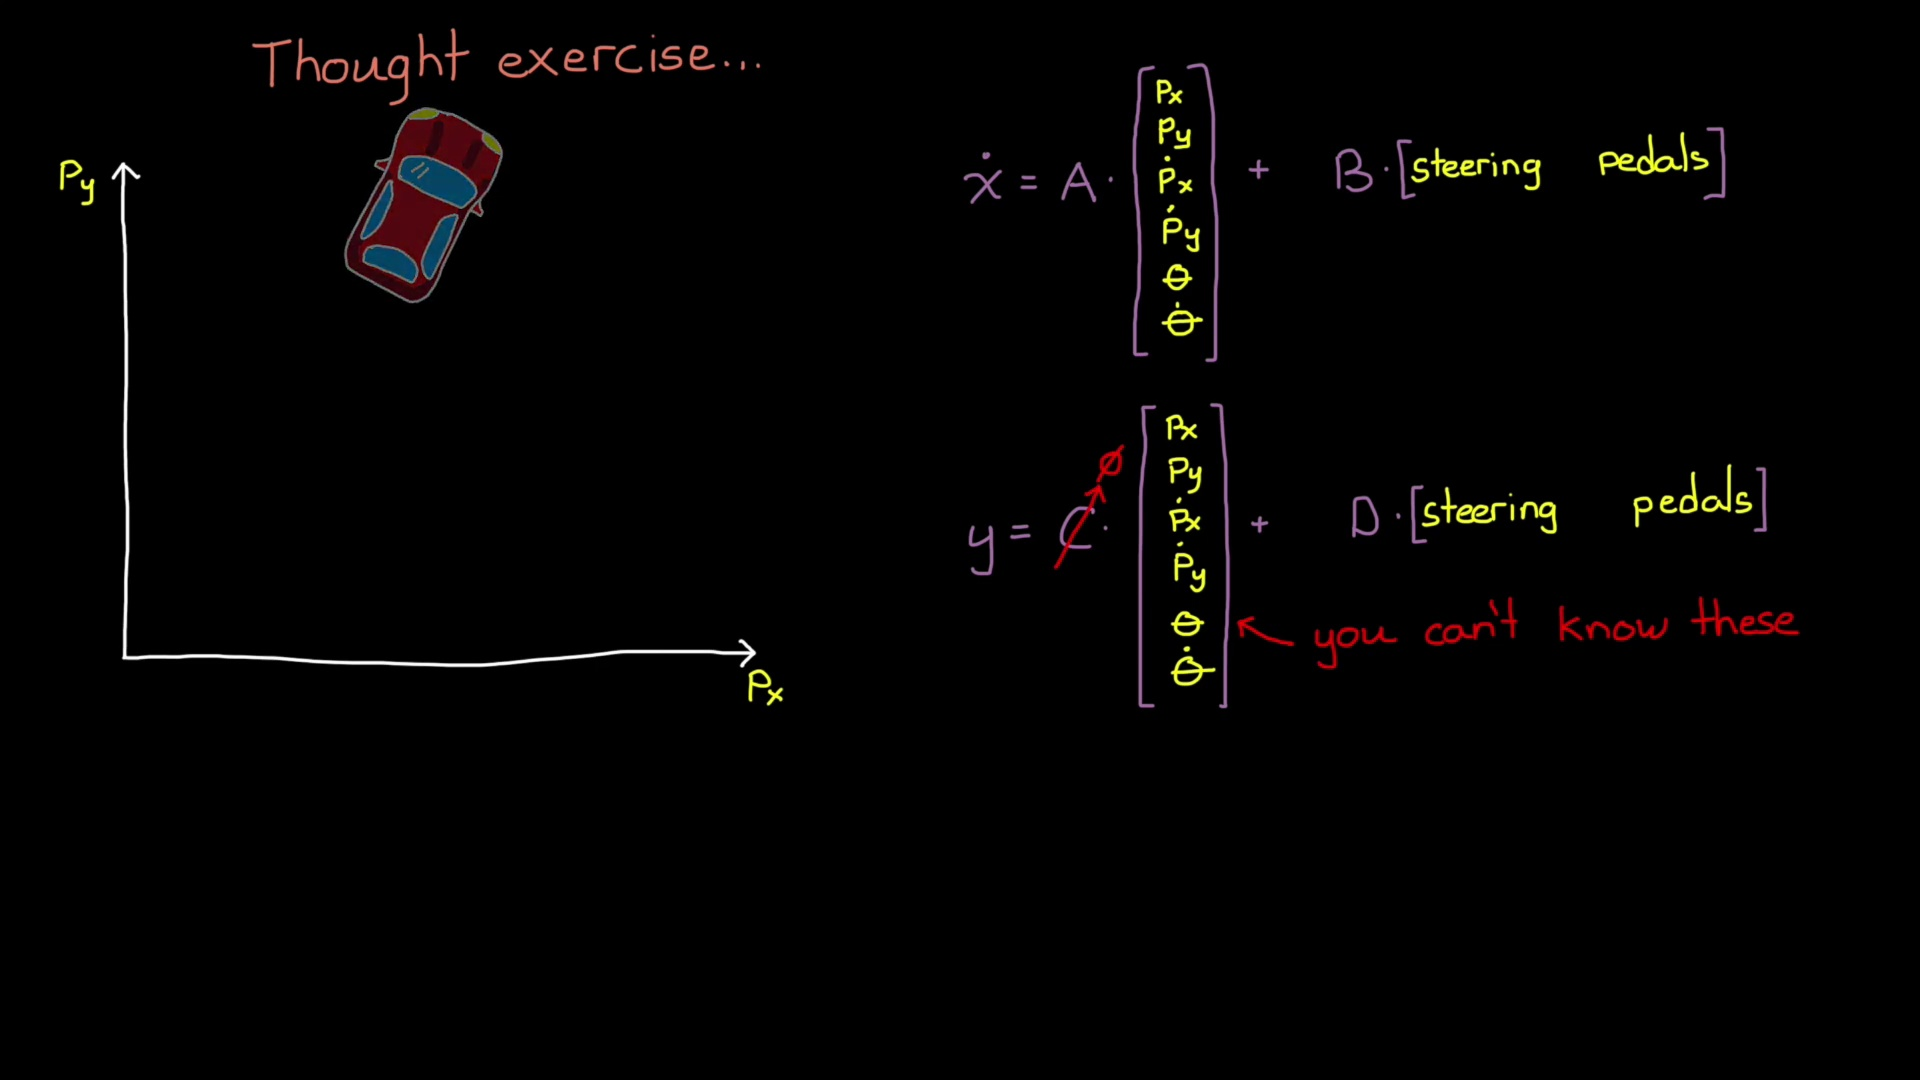 Thought exercise...
Py
Px
ẋ = A · [Px Py Ṗx Ṗy θ θ̇] + B · [steering pedals]
y = C · [Px Py Ṗx Ṗy θ θ̇] + D · [steering pedals]
∅
you can't know these